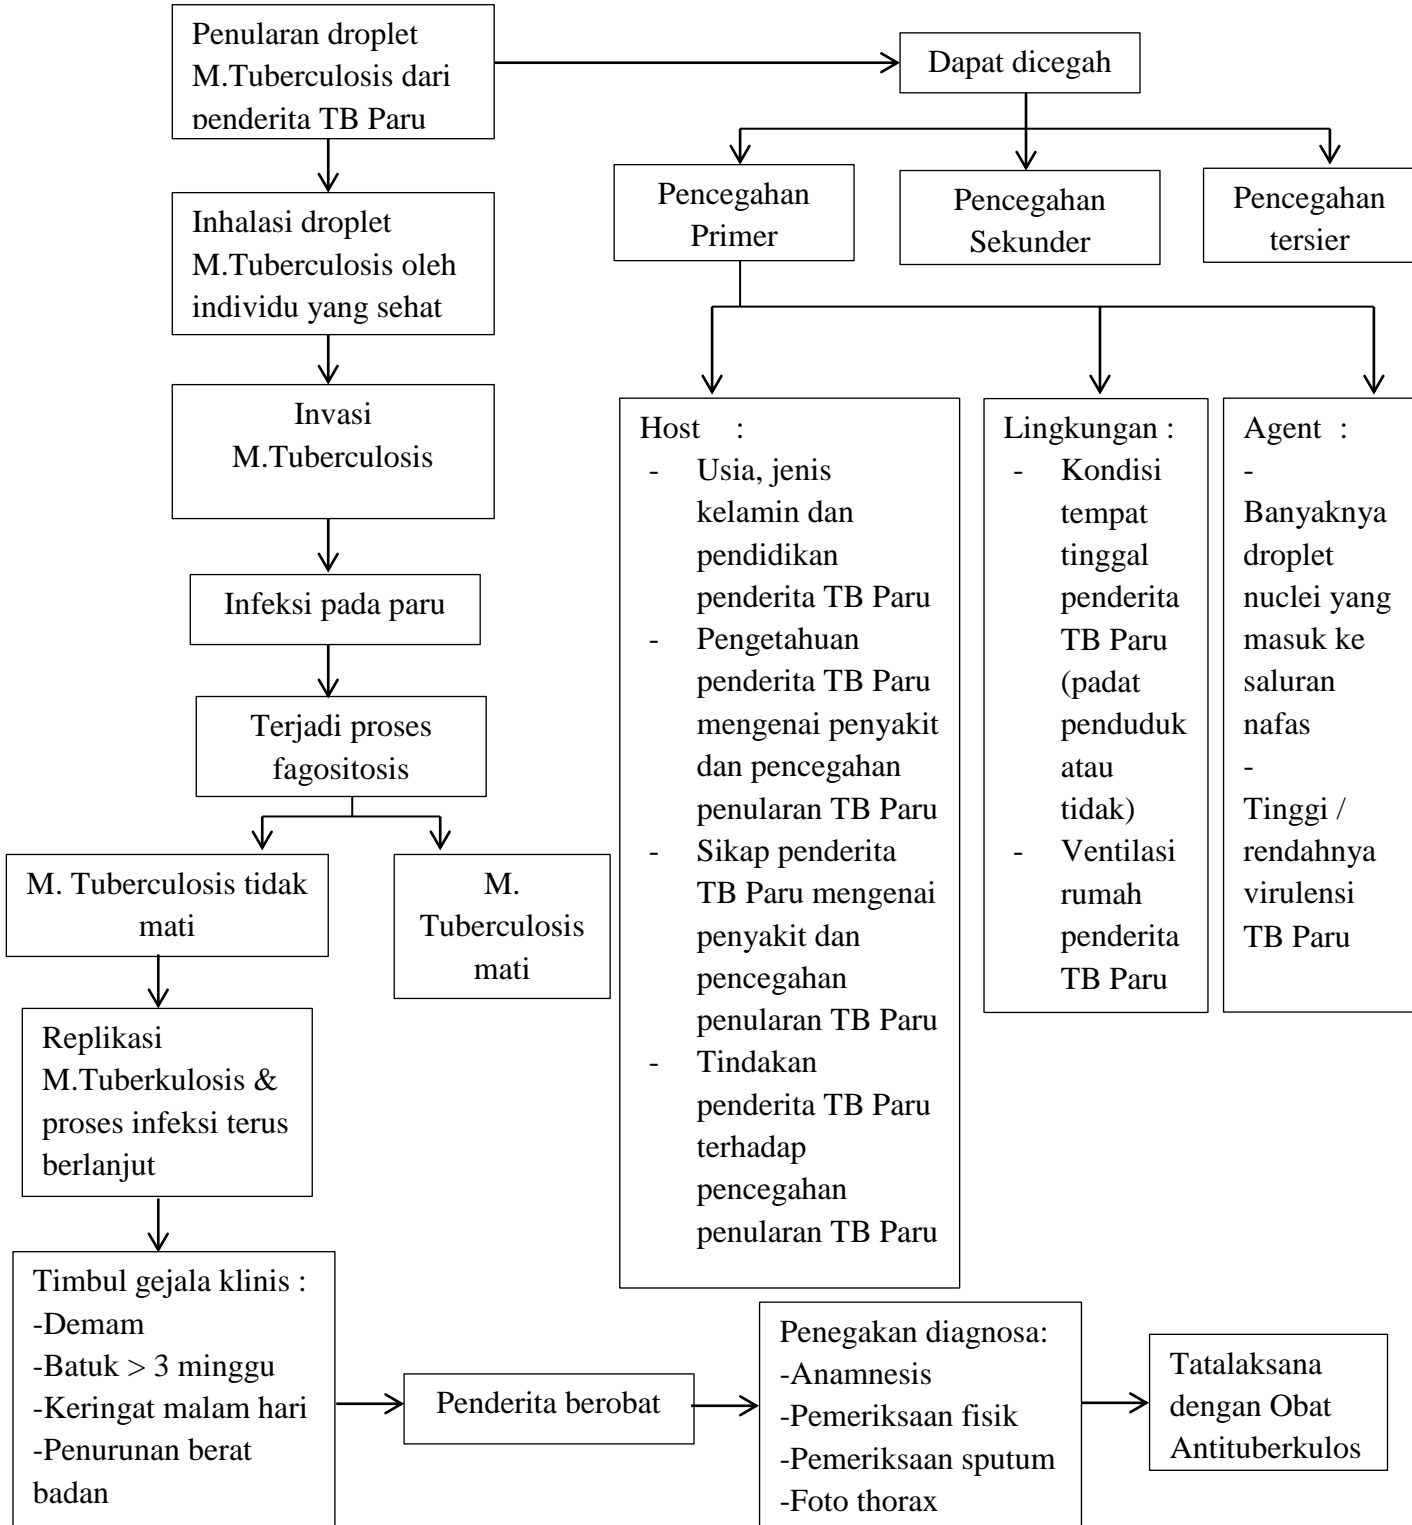 Penularan droplet
M.Tuberculosis dari
penderita TB Paru
Dapat dicegah
Inhalasi droplet
M.Tuberculosis oleh
individu yang sehat
Pencegahan
Primer
Pencegahan
Sekunder
Pencegahan
tersier
Invasi
M.Tuberculosis
Infeksi pada paru
Terjadi proses
fagositosis
M. Tuberculosis tidak
mati
M.
Tuberculosis
mati
Replikasi
M.Tuberkulosis &
proses infeksi terus
berlanjut
Host :
- Usia, jenis
kelamin dan
pendidikan
penderita TB Paru
- Pengetahuan
penderita TB Paru
mengenai penyakit
dan pencegahan
penularan TB Paru
- Sikap penderita
TB Paru mengenai
penyakit dan
pencegahan
penularan TB Paru
- Tindakan
penderita TB Paru
terhadap
pencegahan
penularan TB Paru
Lingkungan :
- Kondisi
tempat
tinggal
penderita
TB Paru
(padat
penduduk
atau
tidak)
- Ventilasi
rumah
penderita
TB Paru
Agent :
-
Banyaknya
droplet
nuclei yang
masuk ke
saluran
nafas
-
Tinggi /
rendahnya
virulensi
TB Paru
Timbul gejala klinis :
-Demam
-Batuk > 3 minggu
-Keringat malam hari
-Penurunan berat
badan
Penderita berobat
Penegakan diagnosa:
-Anamnesis
-Pemeriksaan fisik
-Pemeriksaan sputum
-Foto thorax
Tatalaksana
dengan Obat
Antituberkulos